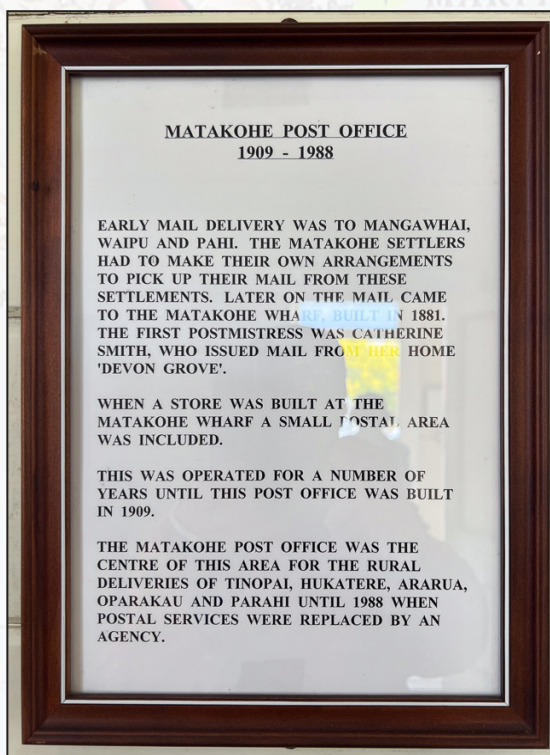 MATAKOHE POST OFFICE
1909 - 1988
EARLY MAIL DELIVERY WAS TO MANGAWHAI,
WAIPU AND PAHI. THE MATAKOHE SETTLERS
HAD TO MAKE THEIR OWN ARRANGEMENTS
TO PICK UP THEIR MAIL FROM THESE
SETTLEMENTS. LATER ON THE MAIL CAME
TO THE MATAKOHE WHARF, BUILT IN 1881.
THE FIRST POSTMISTRESS WAS CATHERINE
SMITH, WHO ISSUED MAIL FROM HER HOME
'DEVON GROVE'.
WHEN A STORE WAS BUILT AT THE
MATAKOHE WHARF A SMALL POSTAL AREA
WAS INCLUDED.
THIS WAS OPERATED FOR A NUMBER OF
YEARS UNTIL THIS POST OFFICE WAS BUILT
IN 1909.
THE MATAKOHE POST OFFICE WAS THE
CENTRE OF THIS AREA FOR THE RURAL
DELIVERIES OF TINOPAI, HUKATERE, ARARUA,
OPARAKAU AND PARAHI UNTIL 1988 WHEN
POSTAL SERVICES WERE REPLACED BY AN
AGENCY.